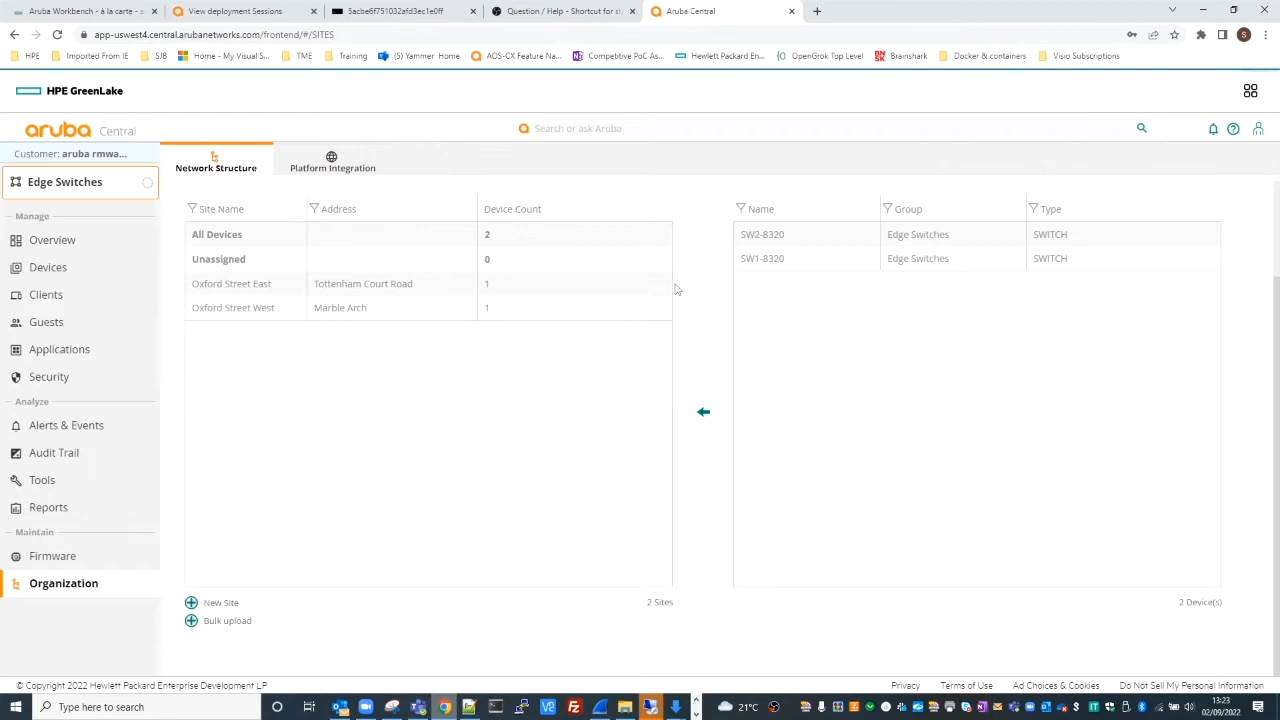 Aruba Workbench - à la carte -
View deployment Sessions
5acbe6f751032afd3ec1e0ff
Question / Help - Shortcut for st
Aruba Central
app-uswest4.central.arubanetworks.com/frontend/#/SITES
S
HPE
Imported From IE
SJB
Home - My Visual S...
TME
Training
(5) Yammer Home
AOS-CX Feature Na...
Competitive PoC As...
Hewlett Packard En...
OpenGrok Top Level
Brainshark
Docker & containers
Visio Subscriptions
HPE GreenLake
aruba Central
Search or ask Aruba
Customer: aruba rmwa...
Network Structure
Platform Integration
Edge Switches
Manage
Overview
Devices
Clients
Guests
Applications
Security
Analyze
Alerts & Events
Audit Trail
Tools
Reports
Maintain
Firmware
Organization
Site Name Address Device Count
All Devices 2
Unassigned 0
Oxford Street East Tottenham Court Road 1
Oxford Street West Marble Arch 1
Name Group Type
SW2-8320 Edge Switches SWITCH
SW1-8320 Edge Switches SWITCH
New Site
2 Sites
2 Device(s)
Bulk upload
© Copyright 2022 Hewlett Packard Enterprise Development LP
Privacy
Terms of Use
Ad Choices & Cookies
Do Not Sell My Personal Information
Type here to search
21°C
13:23
02/09/2022